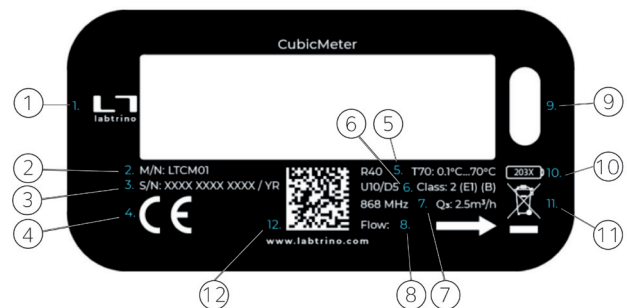 CubicMeter
1 1. labtrino 9. 9
6 5
2 2. M/N: LTCM01 R40 5. T70: 0.1°C...70°C 203X 10. 10
3 3. S/N: XXXX XXXX XXXX / YR U10/D5 6. Class: 2 (E1) (B)
4 4. CE 868 MHz 7. Q₃: 2.5m³/h 11. 11
12. Flow: 8.
www.labtrino.com
12 8 7